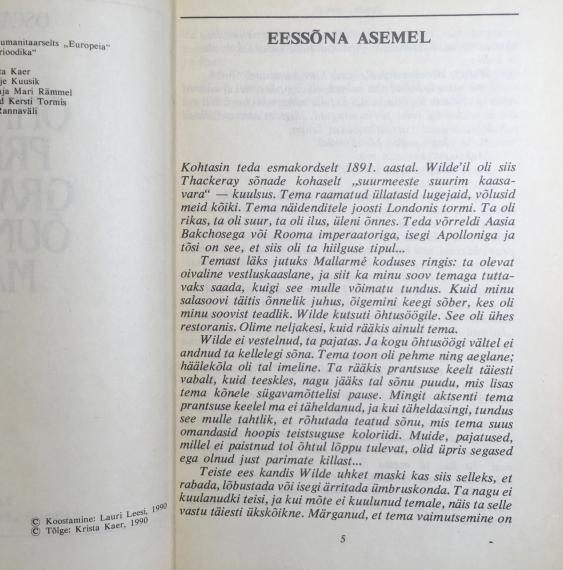 umanitaarselts „Europeia"
rioodika"
ta Kaer
je Kuusik
ja Mari Rämmel
d Kersti Tormis
Rannaväli
© Koostamine: Lauri Leesi, 1990
© Tõlge: Krista Kaer, 1990
EESSÕNA ASEMEL
Kohtasin teda esmakordselt 1891. aastal. Wilde'il oli siis
Thackeray sõnade kohaselt „suurmeeste suurim kaasa-
vara" — kuulsus. Tema raamatud üllatasid lugejaid, võlusid
meid kõiki. Tema näidenditele joosti Londonis tormi. Ta oli
rikas, ta oli suur, ta oli ilus, üleni õnnes. Teda võrreldi Aasia
Bakchosega või Rooma imperaatoriga, isegi Apolloniga ja
tõsi on see, et siis oli ta hiilguse tipul...
Temast läks jutuks Mallarmé koduses ringis: ta olevat
oivaline vestluskaaslane, ja siit ka minu soov temaga tutta-
vaks saada, kuigi see mulle võimatu tundus. Kuid minu
salasoovi täitis õnnelik juhus, õigemini keegi sõber, kes oli
minu soovist teadlik. Wilde kutsuti õhtusöögile. See oli ühes
restoranis. Olime neljakesi, kuid rääkis ainult tema.
Wilde ei vestelnud, ta pajatas. Ja kogu õhtusöögi vältel ei
andnud ta kellelegi sõna. Tema toon oli pehme ning aeglane;
häälekõla oli tal imeline. Ta rääkis prantsuse keelt täiesti
vabalt, kuid teeskles, nagu jääks tal sõnu puudu, mis lisas
tema kõnele sügavamõttelisi pause. Mingit aktsenti tema
prantsuse keelel ma ei täheldanud, ja kui täheldasingi, tundus
see mulle tahtlik, et rõhutada teatud sõnu, mis tema suus
omandasid hoopis teistsuguse koloriidi. Muide, pajatused,
millel ei paistnud tol õhtul lõppu tulevat, olid üpris segased
ega olnud just parimate killast...
Teiste ees kandis Wilde uhket maski kas siis selleks, et
rabada, lõbustada või isegi ärritada ümbruskonda. Ta nagu ei
kuulanudki teisi, ja kui mõte ei kuulunud temale, näis ta selle
vastu täiesti ükskõikne. Märganud, et tema vaimutsemine on
5